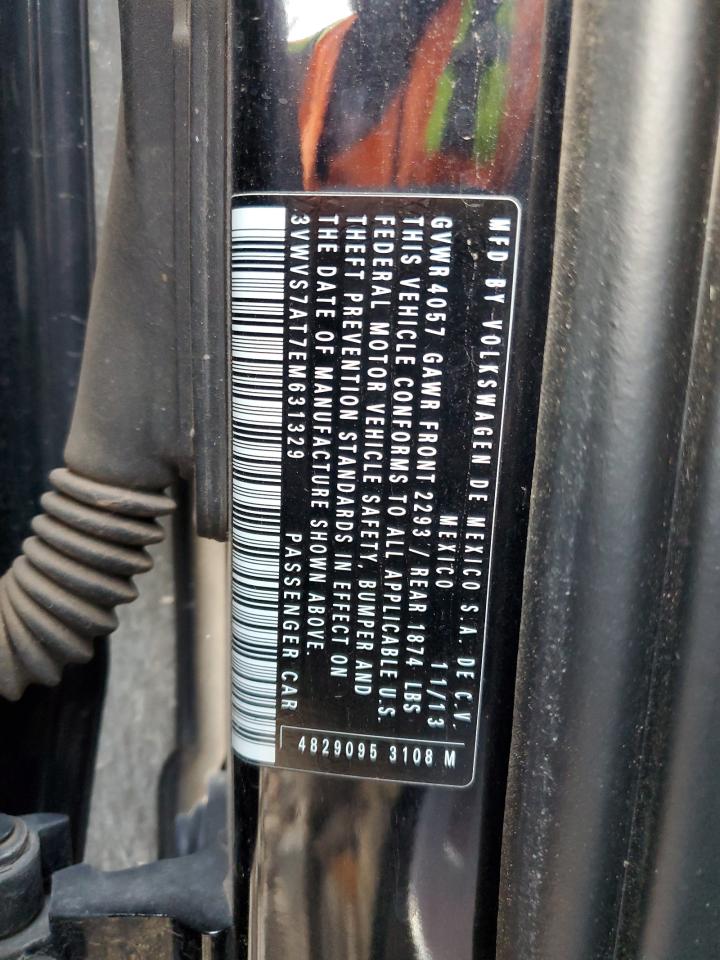 MFD BY VOLKSWAGEN DE MEXICO S.A. DE C.V.
MEXICO 11/13
GVWR 4057 GAWR FRONT 2293 / REAR 1874 LBS
THIS VEHICLE CONFORMS TO ALL APPLICABLE U.S.
FEDERAL MOTOR VEHICLE SAFETY, BUMPER AND
THEFT PREVENTION STANDARDS IN EFFECT ON
THE DATE OF MANUFACTURE SHOWN ABOVE.
3VWVS7AT7EM631329 PASSENGER CAR
4829095 3108 M